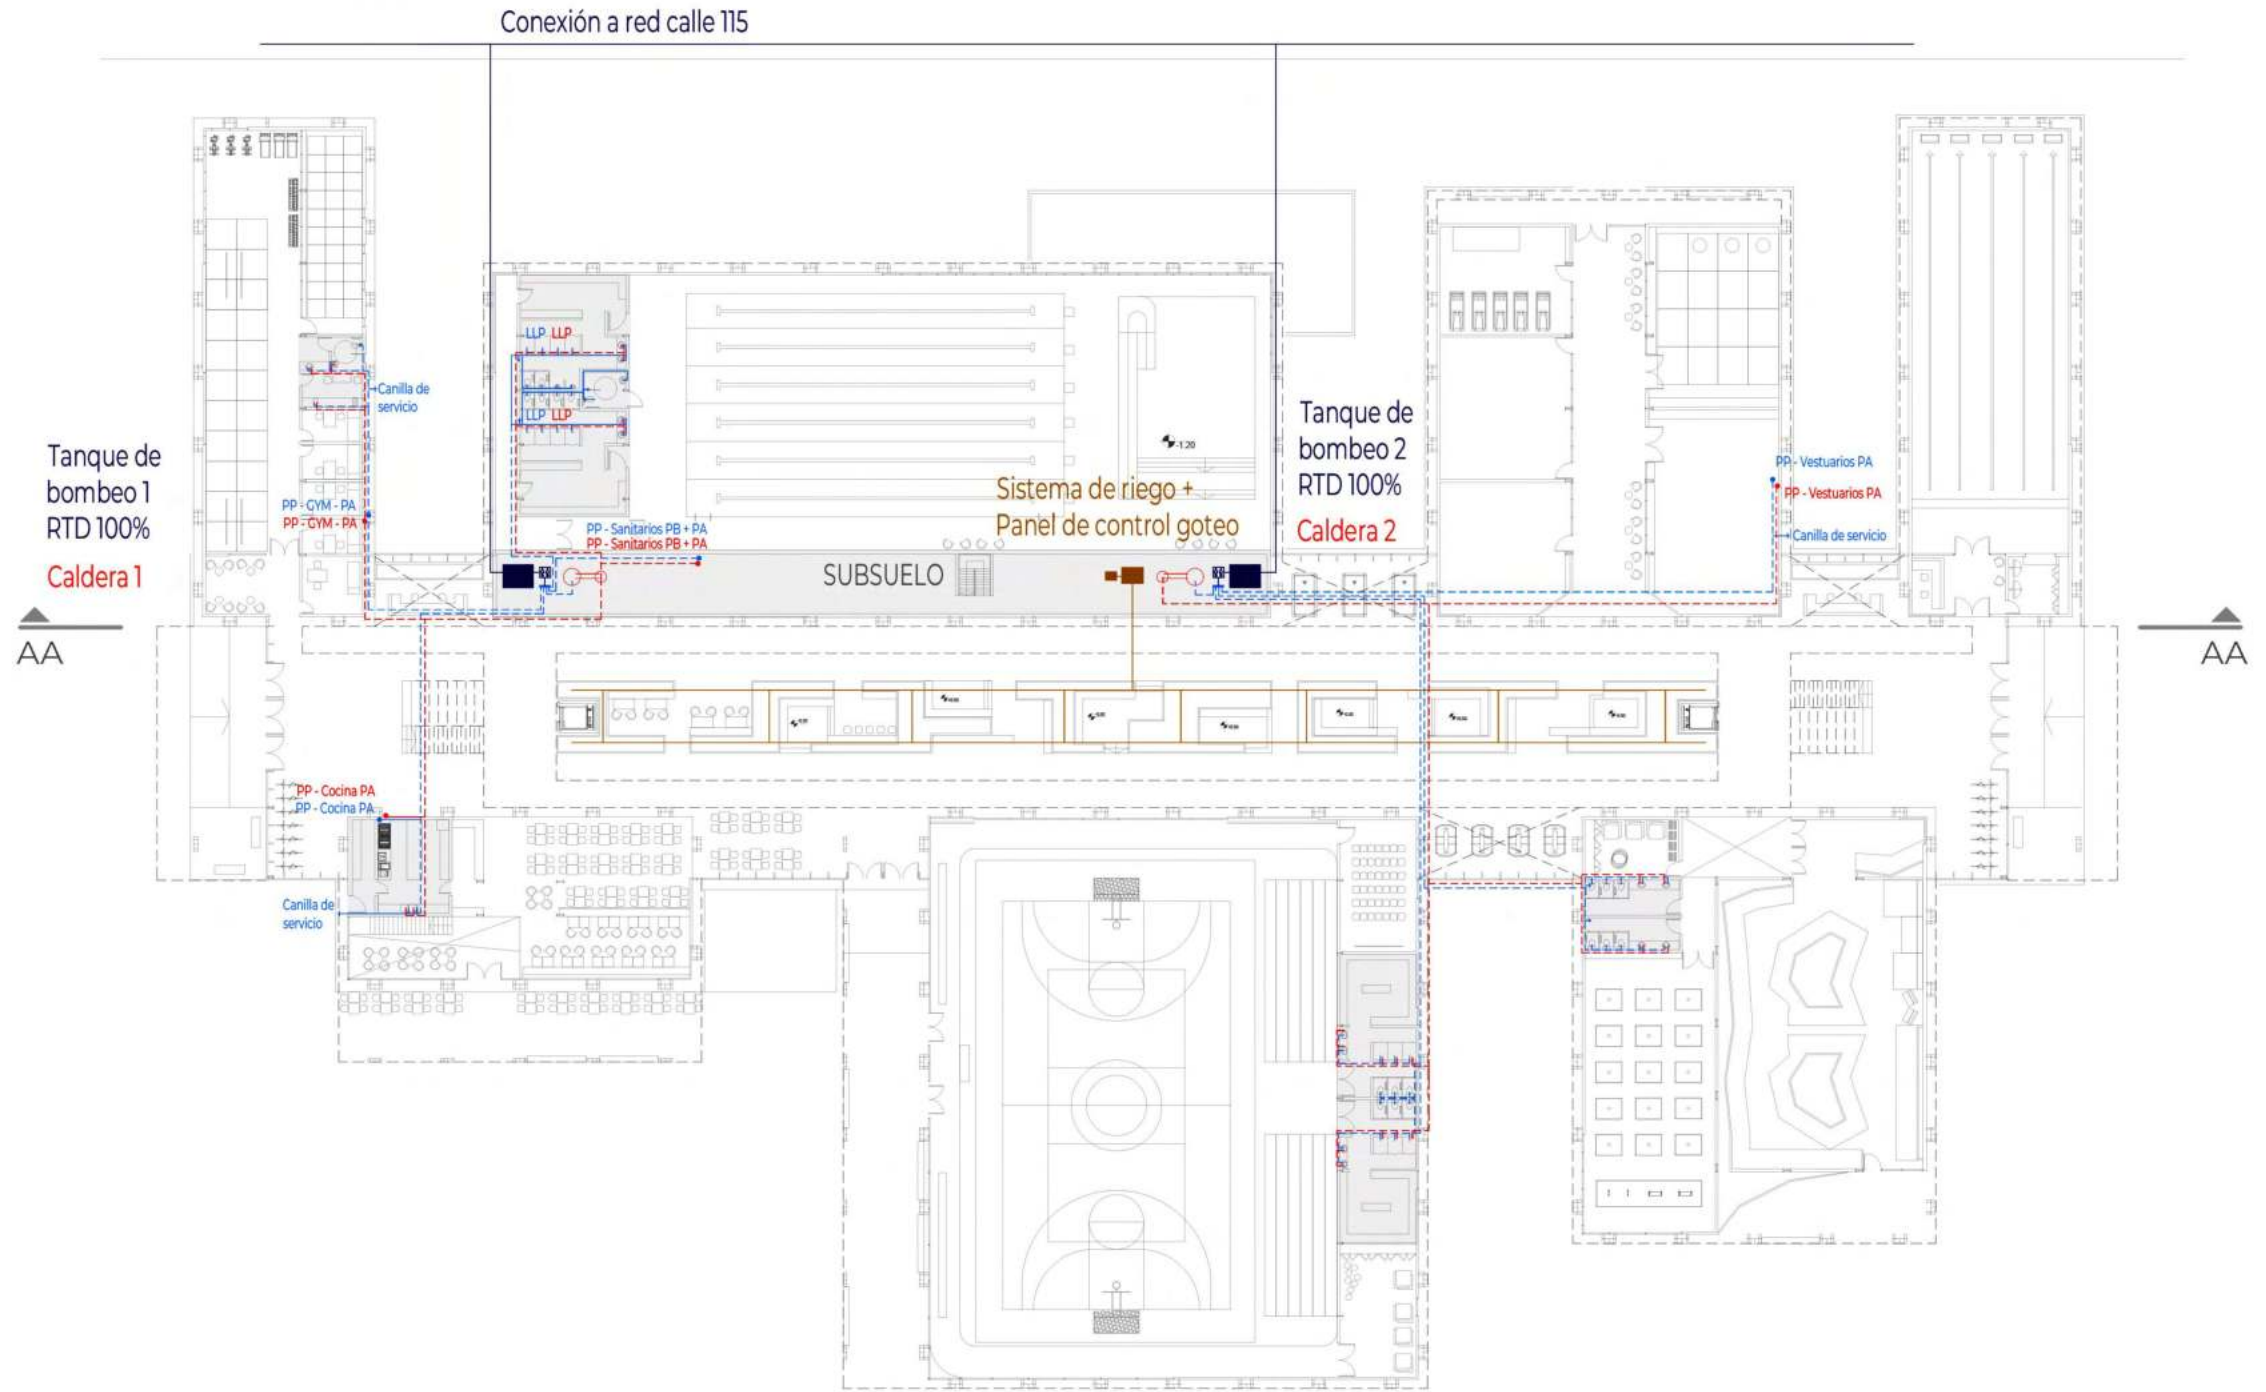 Conexión a red calle 115
LLP LLP
Canilla de
servicio
LLP LLP
Tanque de
bombeo 1
RTD 100%
Caldera 1
Tanque de
bombeo 2
RTD 100%
Caldera 2
-1.20
Sistema de riego +
Panel de control goteo
PP - Vestuarios PA
PP - Vestuarios PA
Canilla de servicio
PP - GYM - PA
PP - GYM - PA
PP - Sanitarios PB + PA
PP - Sanitarios PB + PA
SUBSUELO
AA
AA
PP - Cocina PA
PP - Cocina PA
Canilla de
servicio